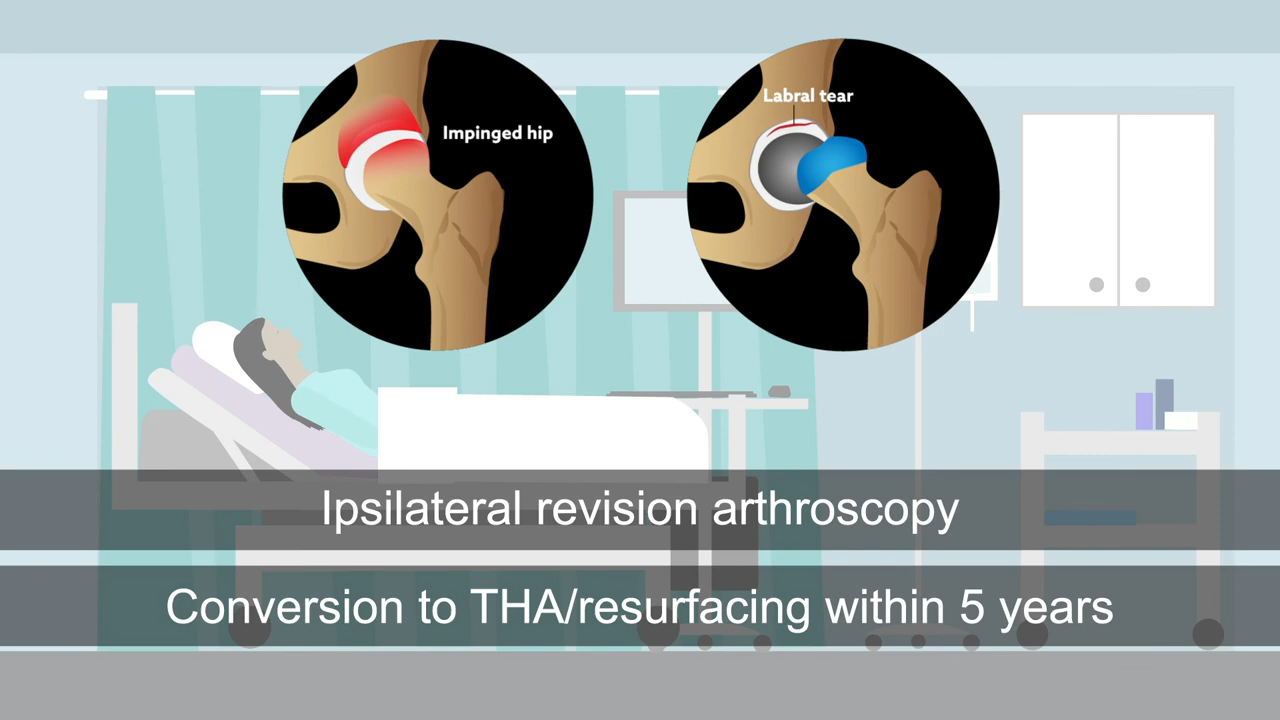 Impinged hip
Labral tear
Ipsilateral revision arthroscopy
Conversion to THA/resurfacing within 5 years